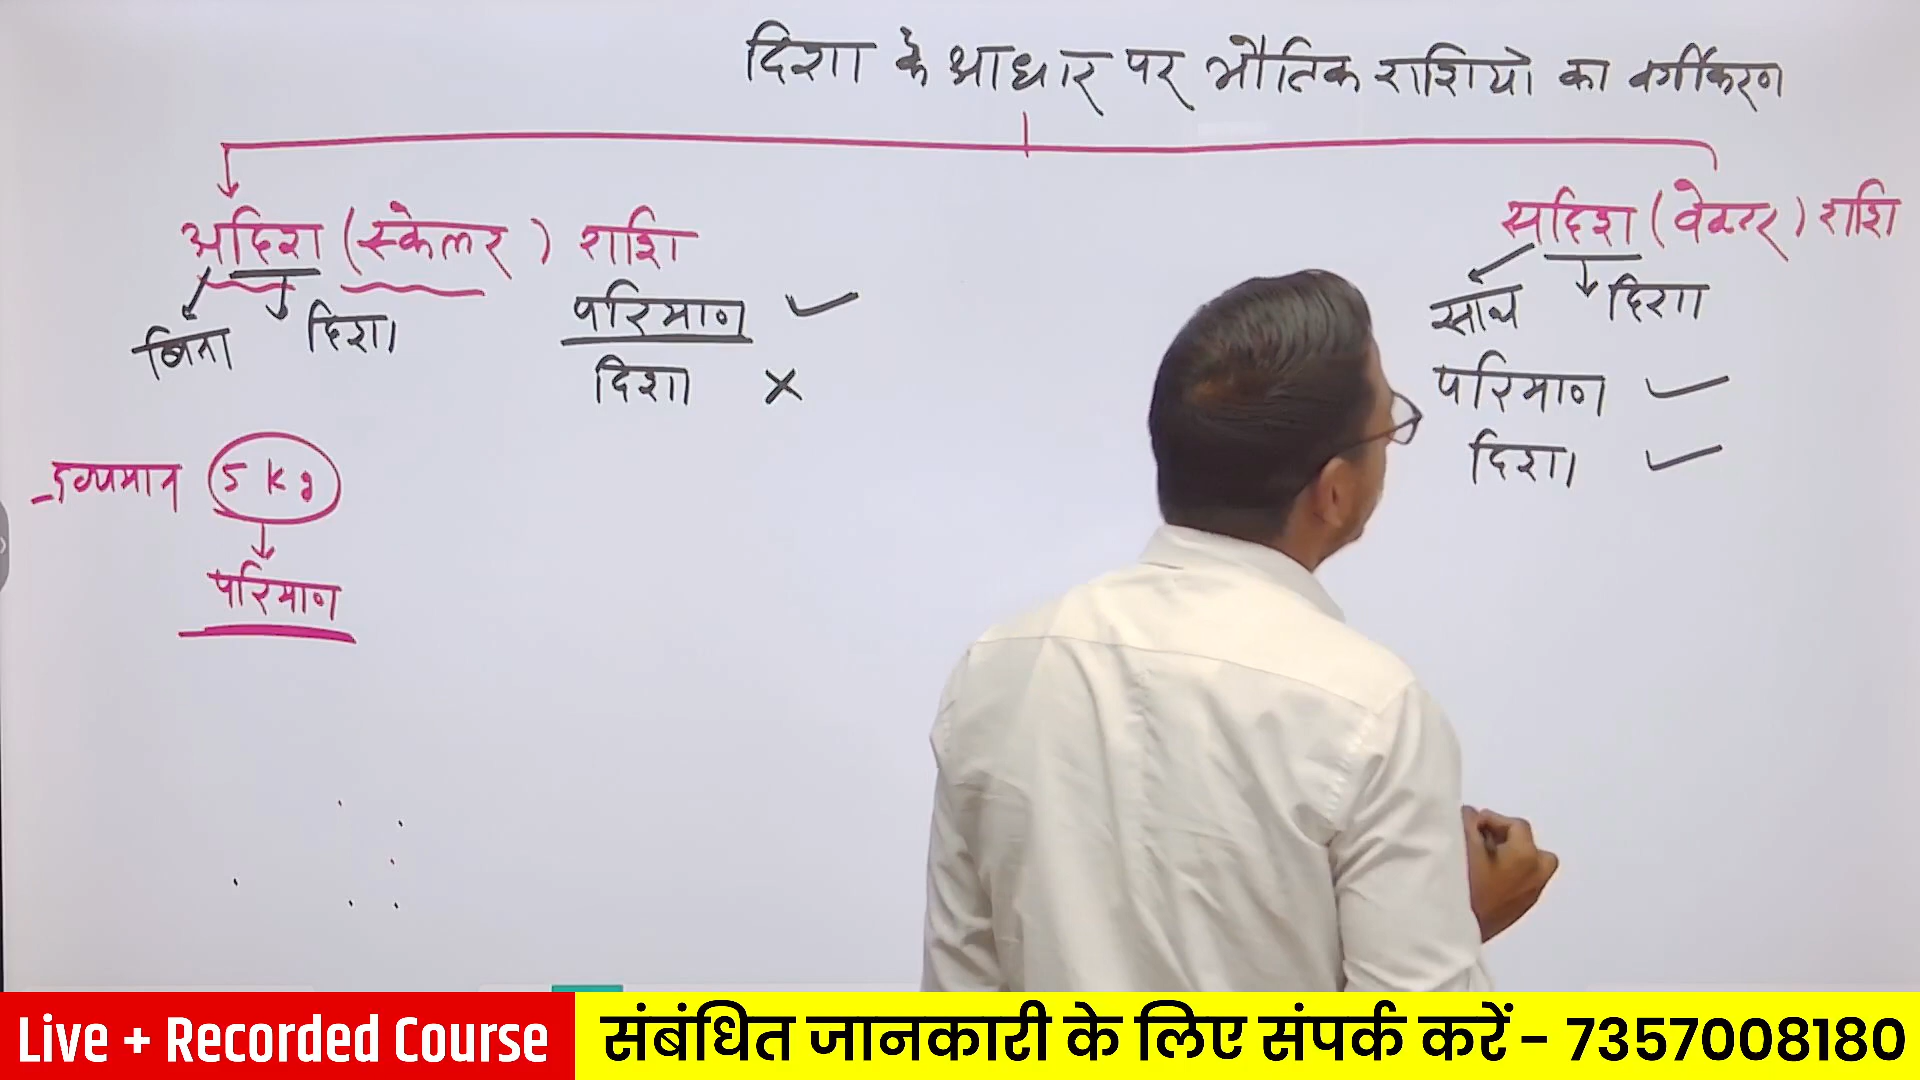 दिशा के आधार पर भौतिक राशियो का वर्गीकरण
अदिश (स्केलर) राशि
बिना दिशा
परिमाण ✓
दिशा ×
द्रव्यमान 5 kg
परिमाण
सदिश (वेक्टर) राशि
साथ दिशा
परिमाण ✓
दिशा ✓
Live + Recorded Course
संबंधित जानकारी के लिए संपर्क करें – 7357008180